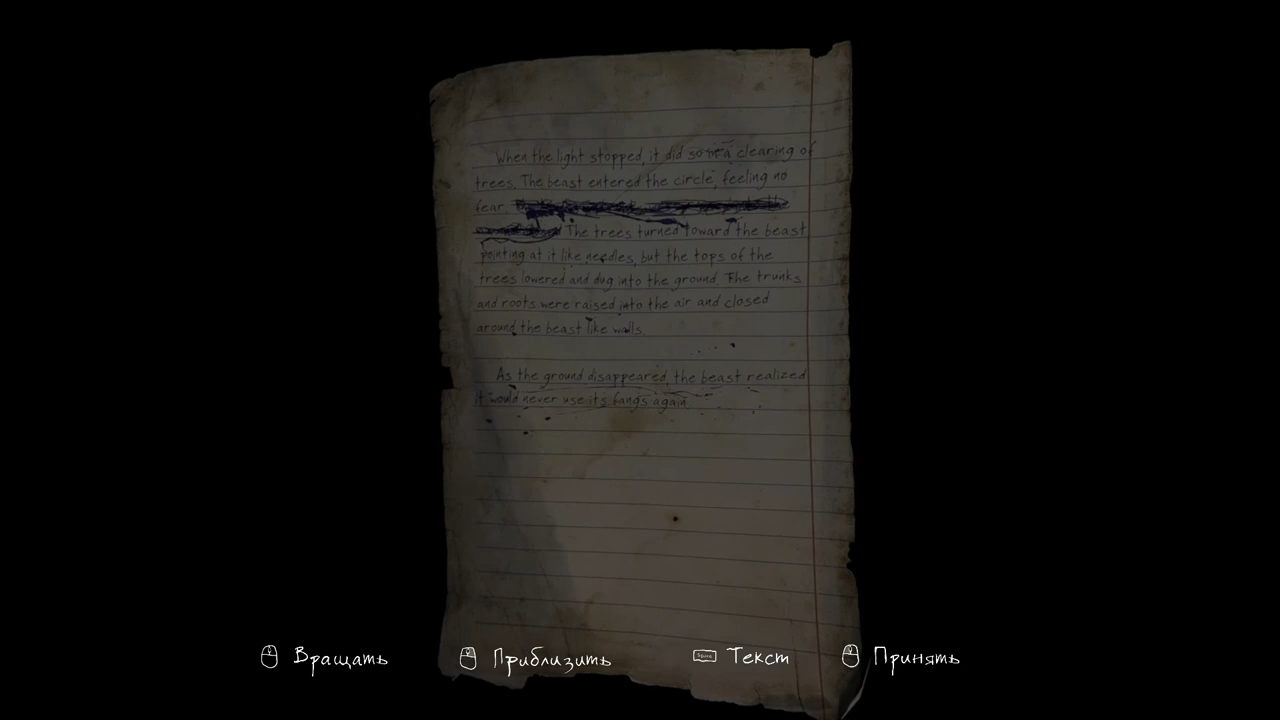 When the light stopped, it did so in a clearing of
trees. The beast entered the circle, feeling no
fear.
The trees turned toward the beast
pointing at it like needles, but the tops of the
trees lowered and dug into the ground. The trunks
and roots were raised into the air and closed
around the beast like walls.
As the ground disappeared, the beast realized
it would never use its fangs again.
Вращать
Приблизить
Текст
Принять